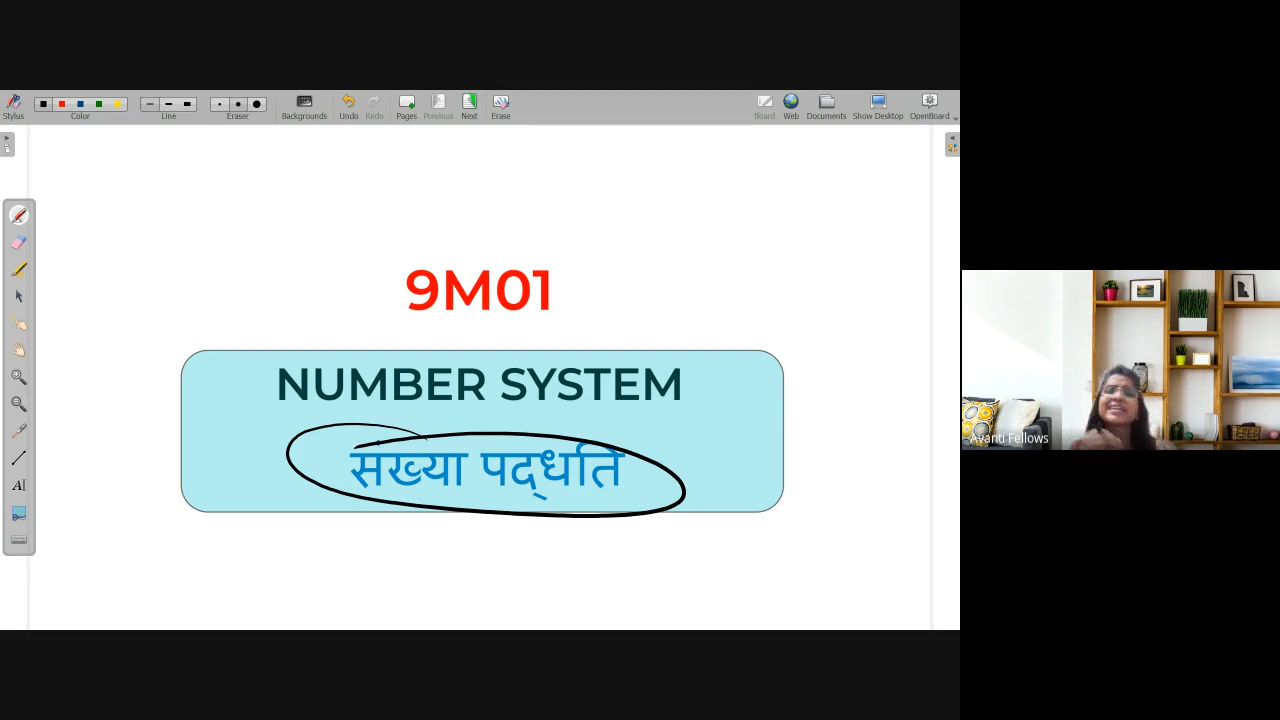 Stylus
Color
Line
Eraser
Backgrounds
Undo
Redo
Pages
Previous
Next
Erase
Board
Web
Documents
Show Desktop
OpenBoard
9M01
NUMBER SYSTEM
संख्या पद्धति
Avanti Fellows